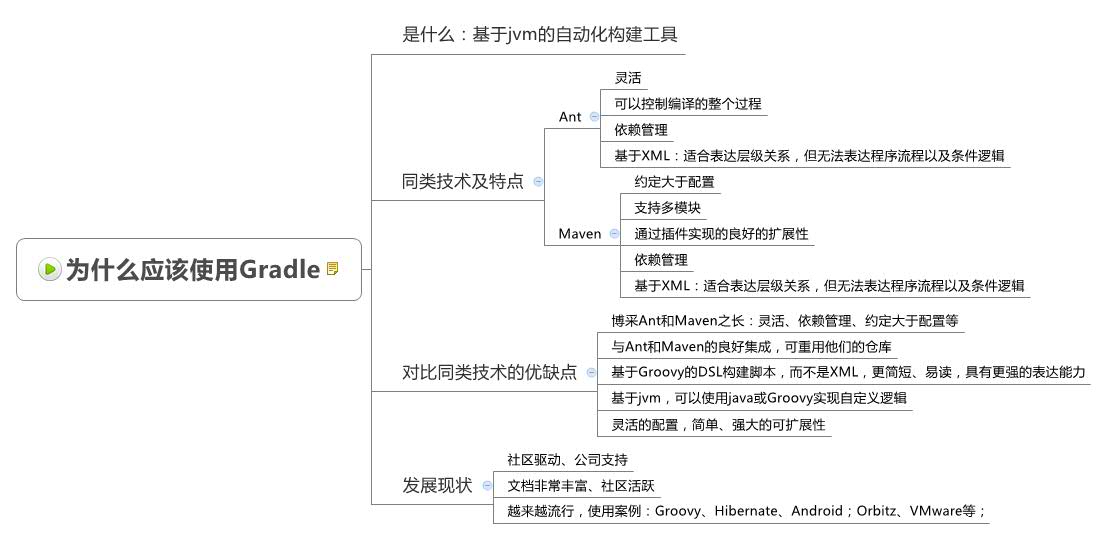 为什么应该使用Gradle
是什么：基于jvm的自动化构建工具
同类技术及特点
Ant
灵活
可以控制编译的整个过程
依赖管理
基于XML：适合表达层级关系，但无法表达程序流程以及条件逻辑
Maven
约定大于配置
支持多模块
通过插件实现的良好的扩展性
依赖管理
基于XML：适合表达层级关系，但无法表达程序流程以及条件逻辑
对比同类技术的优缺点
博采Ant和Maven之长：灵活、依赖管理、约定大于配置等
与Ant和Maven的良好集成，可重用他们的仓库
基于Groovy的DSL构建脚本，而不是XML，更简短、易读，具有更强的表达能力
基于jvm，可以使用java或Groovy实现自定义逻辑
灵活的配置，简单、强大的可扩展性
发展现状
社区驱动、公司支持
文档非常丰富、社区活跃
越来越流行，使用案例：Groovy、Hibernate、Android；Orbitz、VMware等；